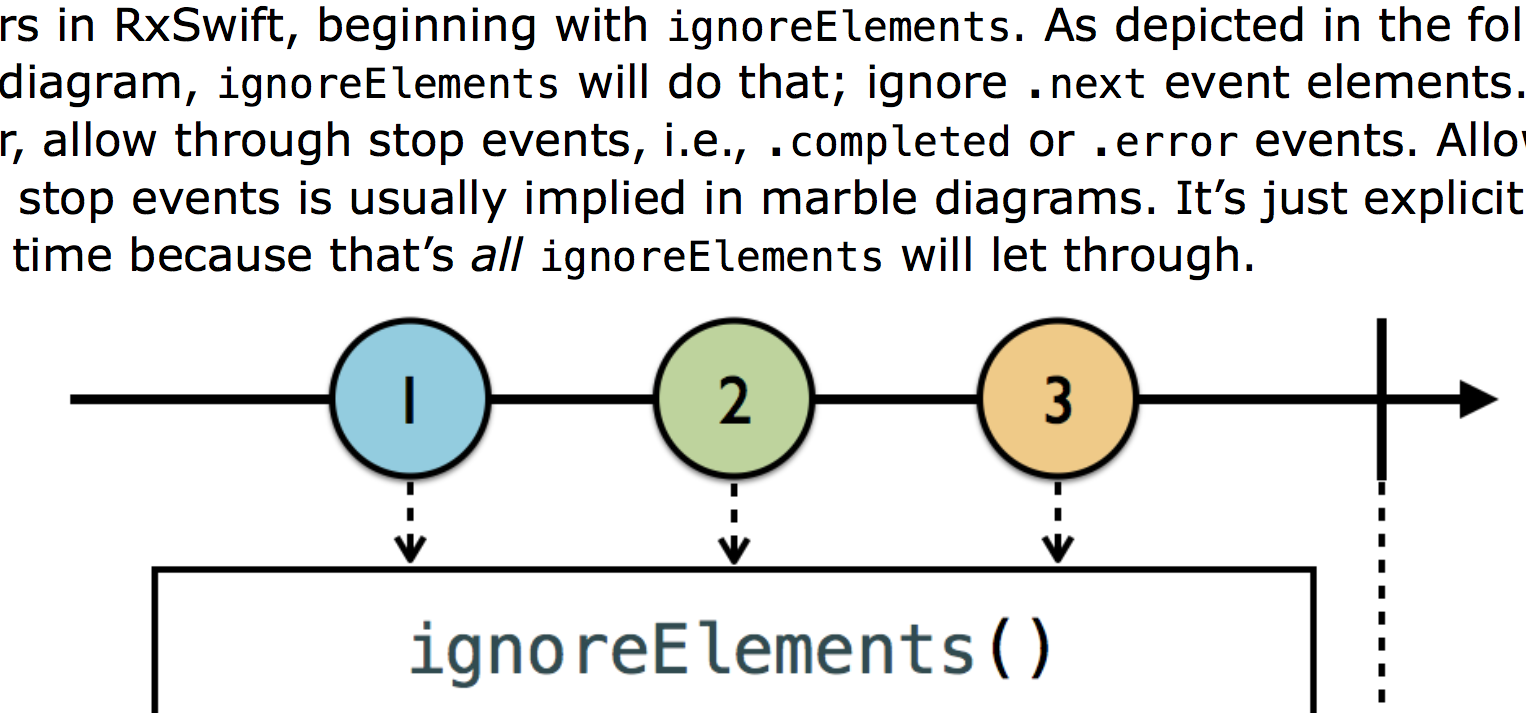 rs in RxSwift, beginning with ignoreElements. As depicted in the fol
diagram, ignoreElements will do that; ignore .next event elements.
r, allow through stop events, i.e., .completed or .error events. Allow
stop events is usually implied in marble diagrams. It’s just explicit
time because that’s all ignoreElements will let through.
1
2
3
ignoreElements()